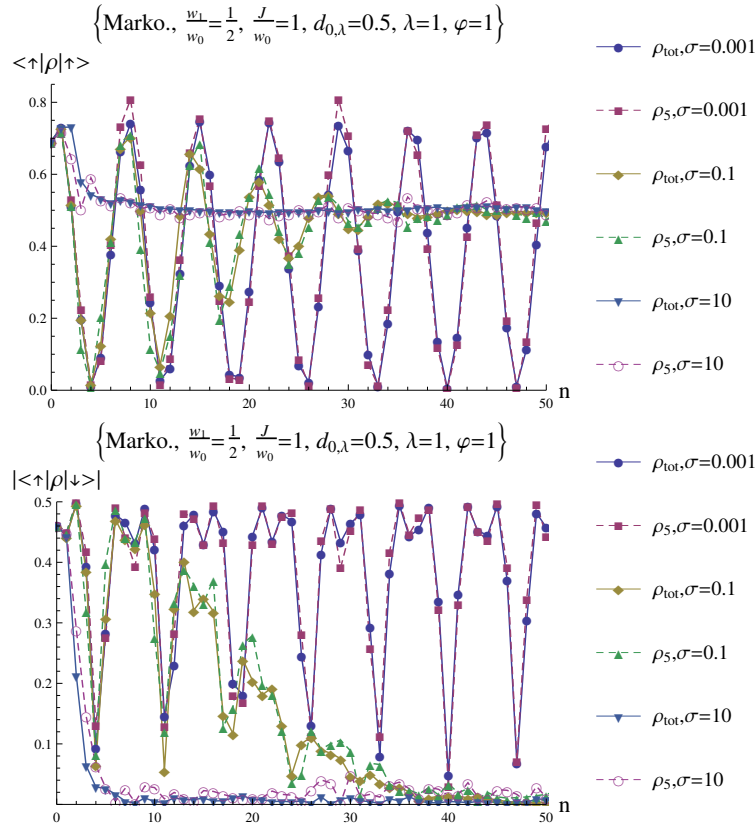 {Marko., w₁/w₀=1/2, J/w₀=1, d₀,λ=0.5, λ=1, φ=1}
<↑|ρ|↑>
0.8
0.6
0.4
0.2
0.0
0 10 20 30 40 50 n
ρtot,σ=0.001
ρ₅,σ=0.001
ρtot,σ=0.1
ρ₅,σ=0.1
ρtot,σ=10
ρ₅,σ=10
{Marko., w₁/w₀=1/2, J/w₀=1, d₀,λ=0.5, λ=1, φ=1}
|<↑|ρ|↓>|
0.5
0.4
0.3
0.2
0.1
0 10 20 30 40 50 n
ρtot,σ=0.001
ρ₅,σ=0.001
ρtot,σ=0.1
ρ₅,σ=0.1
ρtot,σ=10
ρ₅,σ=10